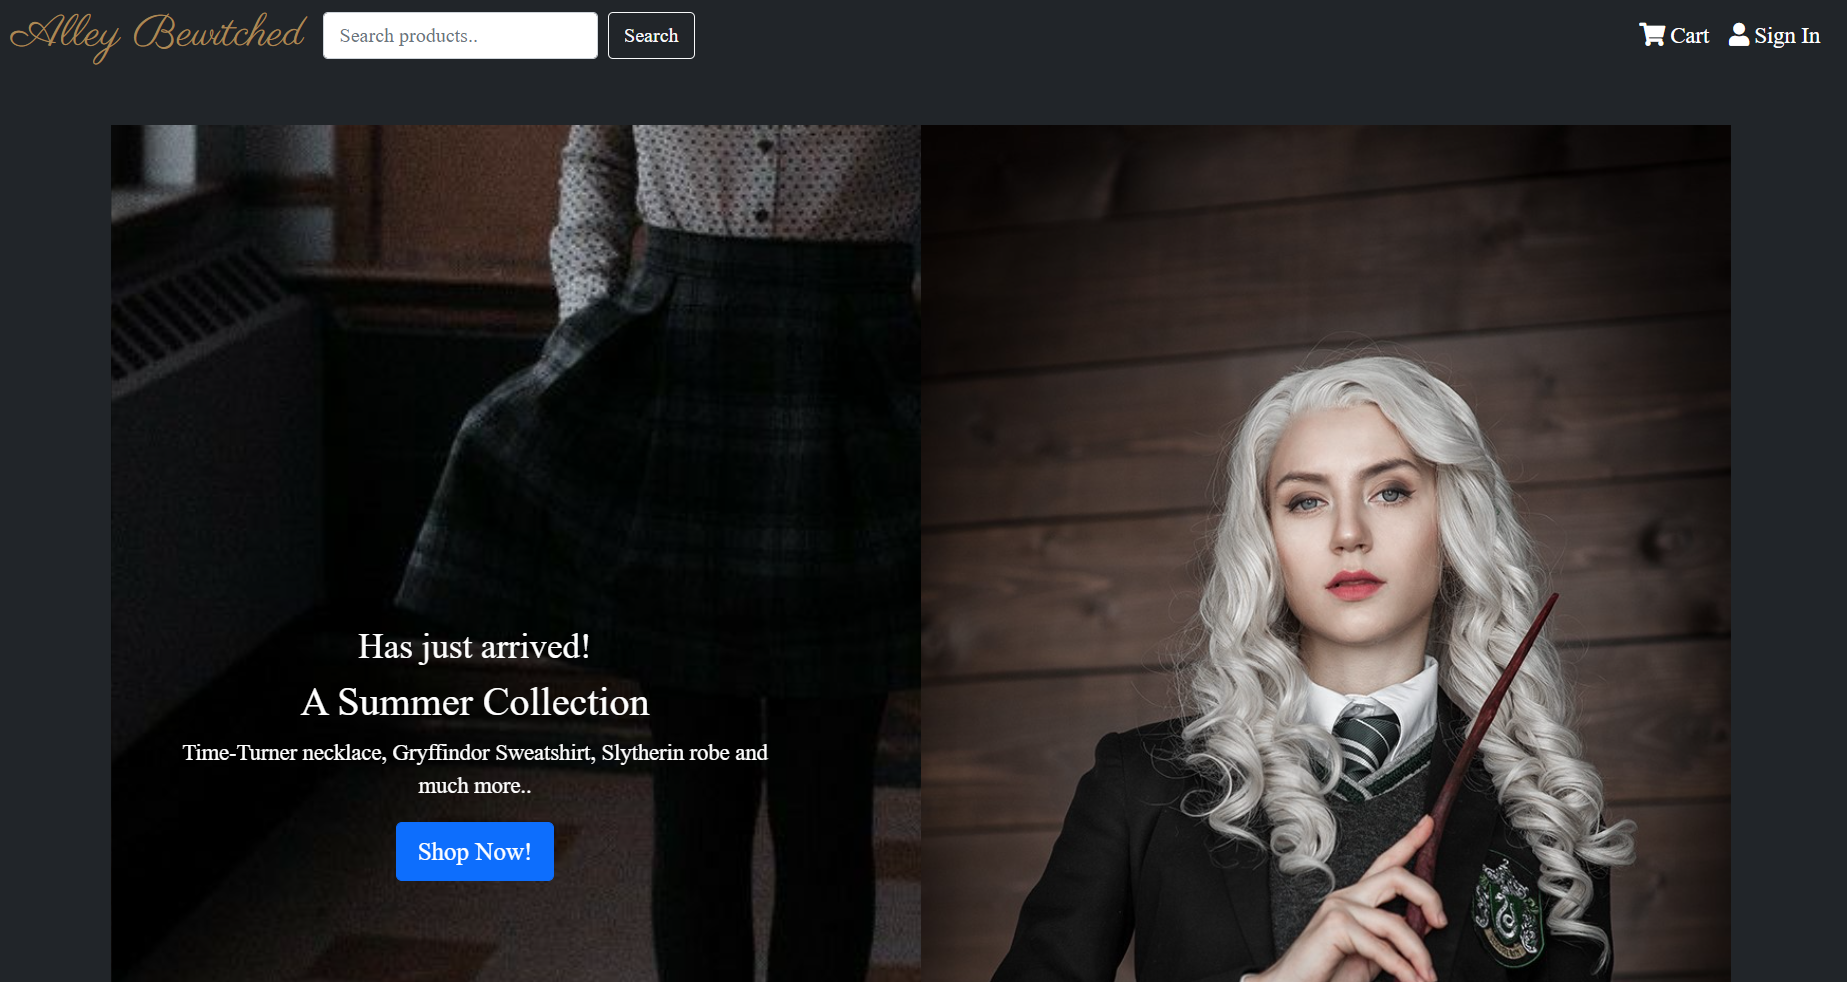 Alley Bewitched
Search products..
Search
Cart
Sign In
Has just arrived!
A Summer Collection
Time-Turner necklace, Gryffindor Sweatshirt, Slytherin robe and
much more..
Shop Now!